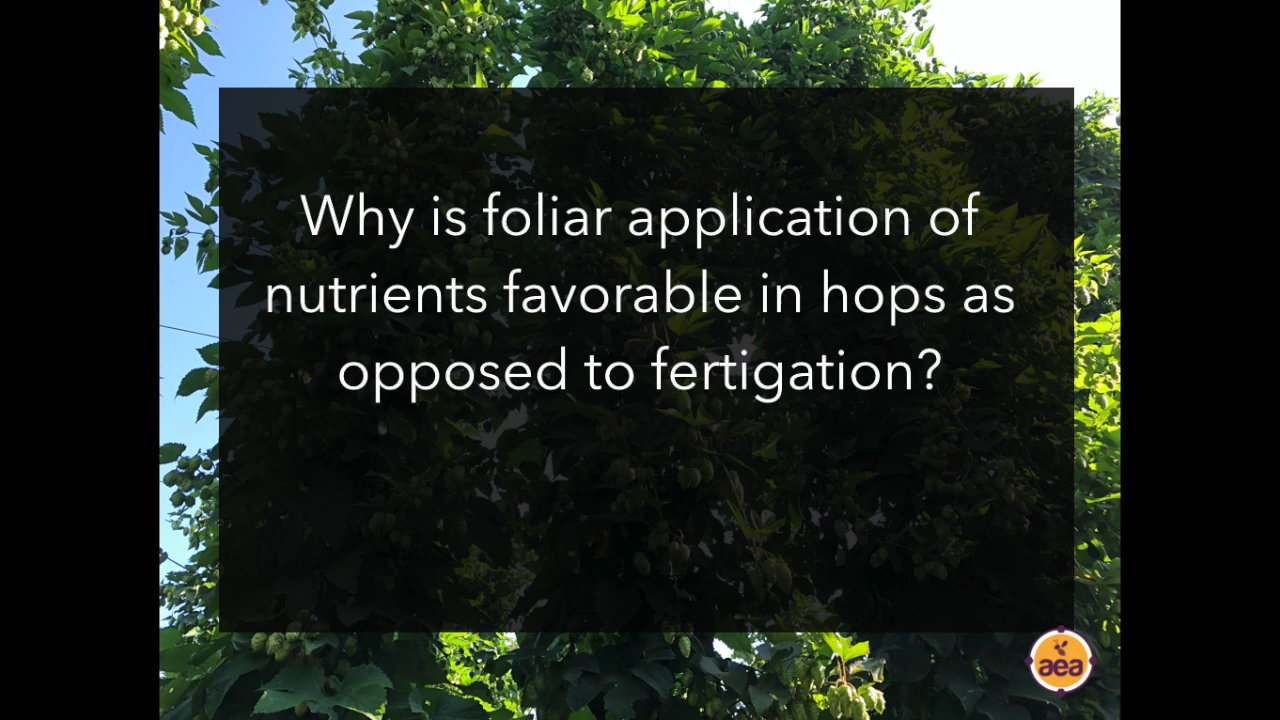 Why is foliar application of
nutrients favorable in hops as
opposed to fertigation?
aea